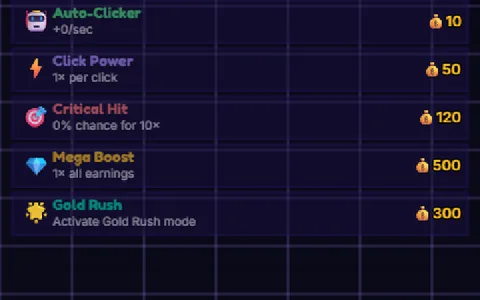 Auto-Clicker
+0/sec
10
Click Power
1× per click
50
Critical Hit
0% chance for 10×
120
Mega Boost
1× all earnings
500
Gold Rush
Activate Gold Rush mode
300